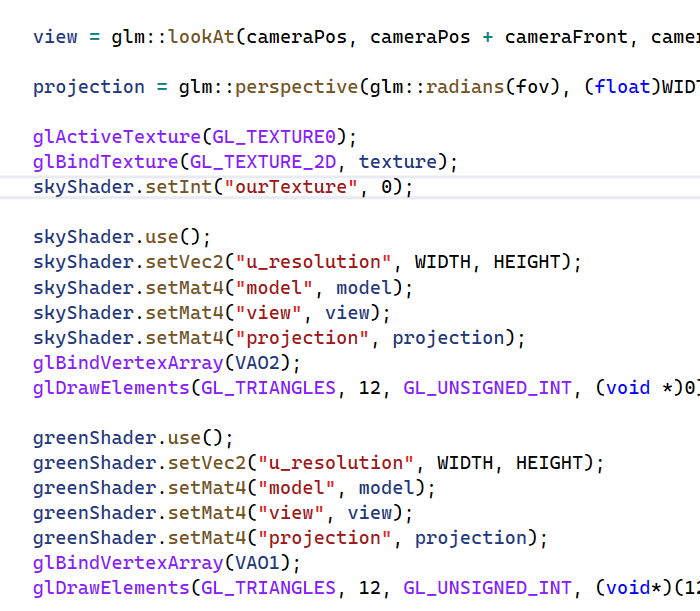 view = glm::lookAt(cameraPos, cameraPos + cameraFront,
projection = glm::perspective(glm::radians(fov), (float)
glActiveTexture(GL_TEXTURE0);
glBindTexture(GL_TEXTURE_2D, texture);
skyShader.setInt("ourTexture", 0);
skyShader.use();
skyShader.setVec2("u_resolution", WIDTH, HEIGHT);
skyShader.setMat4("model", model);
skyShader.setMat4("view", view);
skyShader.setMat4("projection", projection);
glBindVertexArray(VAO2);
glDrawElements(GL_TRIANGLES, 12, GL_UNSIGNED_INT, (void *)0)
greenShader.use();
greenShader.setVec2("u_resolution", WIDTH, HEIGHT);
greenShader.setMat4("model", model);
greenShader.setMat4("view", view);
greenShader.setMat4("projection", projection);
glBindVertexArray(VAO1);
glDrawElements(GL_TRIANGLES, 12, GL_UNSIGNED_INT, (void*)(12